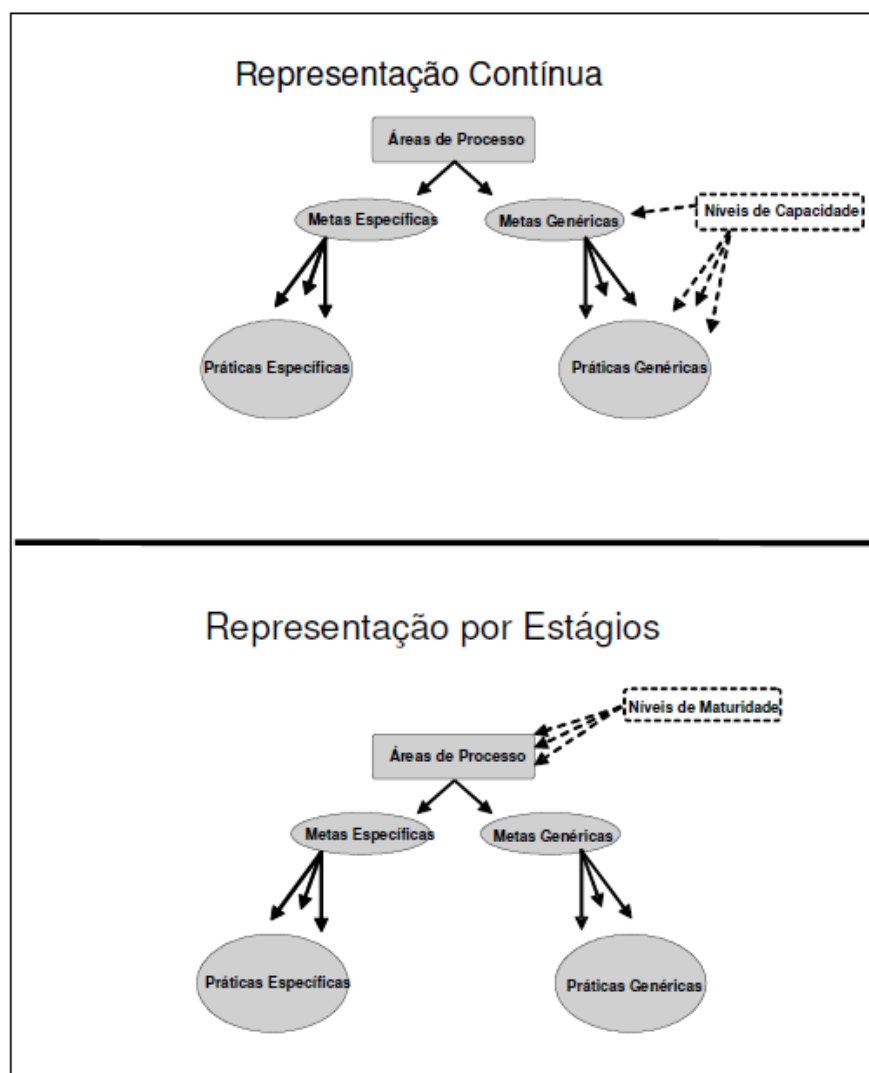 Representação Contínua
Áreas de Processo
Metas Específicas
Metas Genéricas
Níveis de Capacidade
Práticas Específicas
Práticas Genéricas
Representação por Estágios
Níveis de Maturidade
Áreas de Processo
Metas Específicas
Metas Genéricas
Práticas Específicas
Práticas Genéricas